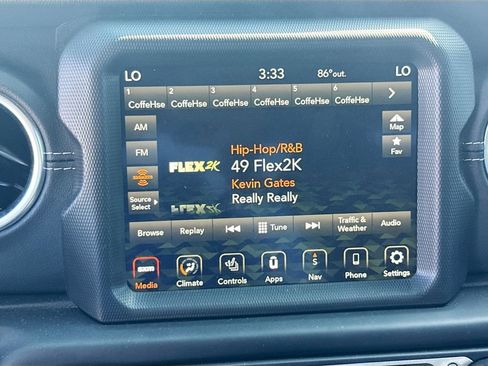 LO 3:33 86°out. LO
1 2 3 4 5 6
CoffeHse CoffeHse CoffeHse CoffeHse CoffeHse CoffeHse
AM
Map
Hip-Hop/R&B
FM
FLEX2K 49 Flex2K
Fav
Kevin Gates
Source
Select
Really Really
Browse Replay Tune Traffic &
Weather Audio
S
Media Climate Controls Apps Nav Phone Settings